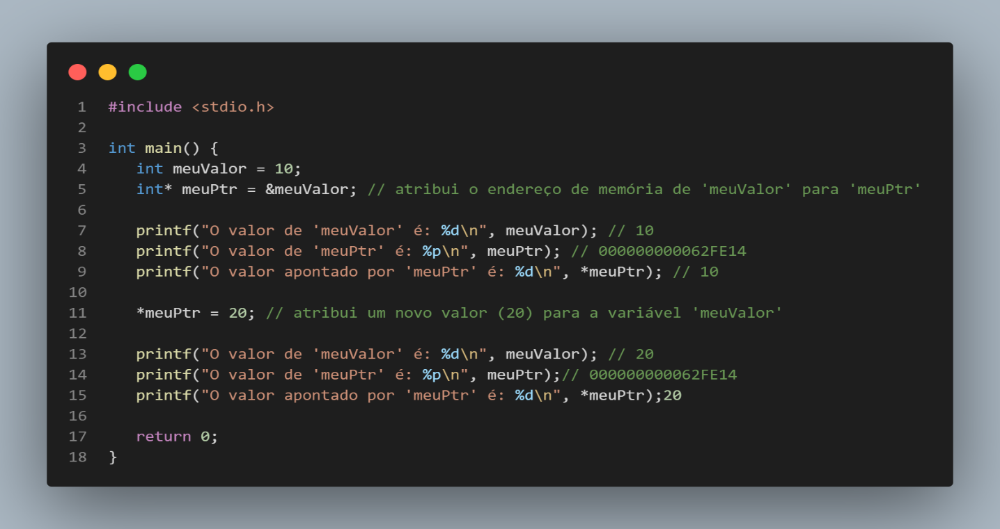 1 #include <stdio.h>
2
3 int main() {
4 int meuValor = 10;
5 int* meuPtr = &meuValor; // atribui o endereço de memória de 'meuValor' para 'meuPtr'
6
7 printf("O valor de 'meuValor' é: %d\n", meuValor); // 10
8 printf("O valor de 'meuPtr' é: %p\n", meuPtr); // 000000000062FE14
9 printf("O valor apontado por 'meuPtr' é: %d\n", *meuPtr); // 10
10
11 *meuPtr = 20; // atribui um novo valor (20) para a variável 'meuValor'
12
13 printf("O valor de 'meuValor' é: %d\n", meuValor); // 20
14 printf("O valor de 'meuPtr' é: %p\n", meuPtr);// 000000000062FE14
15 printf("O valor apontado por 'meuPtr' é: %d\n", *meuPtr);20
16
17 return 0;
18 }